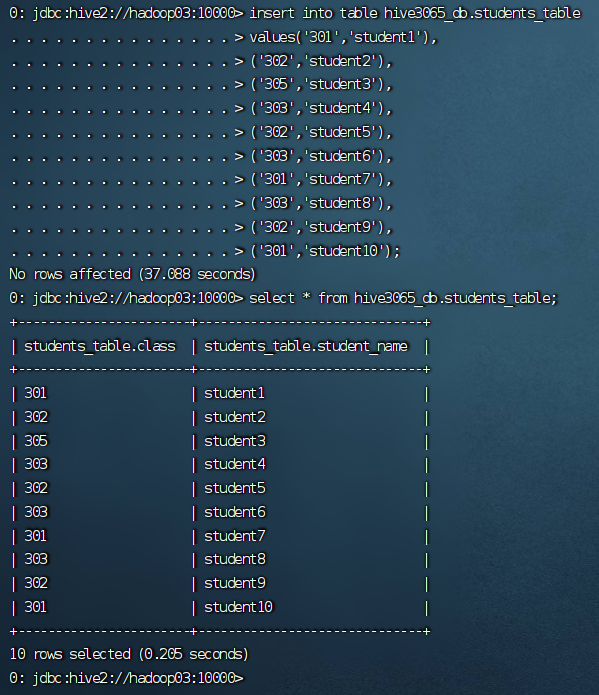 0: jdbc:hive2://hadoop03:10000> insert into table hive3065_db.students_table
. . . . . . . . . . . . . . . > values('301','student1'),
. . . . . . . . . . . . . . . > ('302','student2'),
. . . . . . . . . . . . . . . > ('305','student3'),
. . . . . . . . . . . . . . . > ('303','student4'),
. . . . . . . . . . . . . . . > ('302','student5'),
. . . . . . . . . . . . . . . > ('303','student6'),
. . . . . . . . . . . . . . . > ('301','student7'),
. . . . . . . . . . . . . . . > ('303','student8'),
. . . . . . . . . . . . . . . > ('302','student9'),
. . . . . . . . . . . . . . . > ('301','student10');
No rows affected (37.088 seconds)
0: jdbc:hive2://hadoop03:10000> select * from hive3065_db.students_table;
+-----------------------+------------------------------+
| students_table.class  | students_table.student_name  |
+-----------------------+------------------------------+
| 301                   | student1                     |
| 302                   | student2                     |
| 305                   | student3                     |
| 303                   | student4                     |
| 302                   | student5                     |
| 303                   | student6                     |
| 301                   | student7                     |
| 303                   | student8                     |
| 302                   | student9                     |
| 301                   | student10                    |
+-----------------------+------------------------------+
10 rows selected (0.205 seconds)
0: jdbc:hive2://hadoop03:10000>